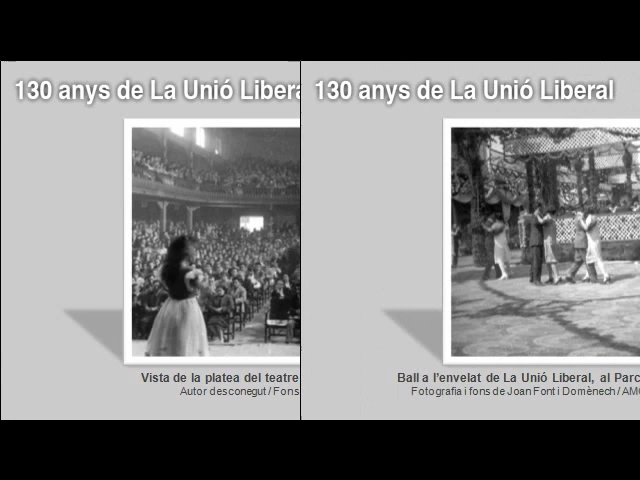 130 anys de La Unió Libera
Vista de la platea del teatre
Autor desconegut / Fons
130 anys de La Unió Liberal
Ball a l'envelat de La Unió Liberal, al Parc
Fotografia i fons de Joan Font i Domènech / AM